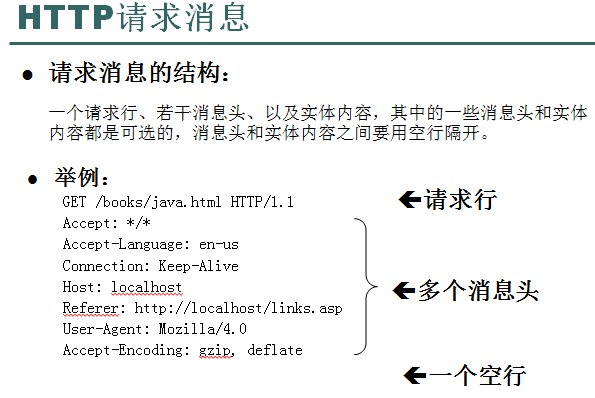 HTTP请求消息
● 请求消息的结构：
一个请求行、若干消息头、以及实体内容，其中的一些消息头和实体
内容都是可选的，消息头和实体内容之间要用空行隔开。
● 举例：
GET /books/java.html HTTP/1.1
←请求行
Accept: */*
Accept-Language: en-us
Connection: Keep-Alive
Host: localhost
←多个消息头
Referer: http://localhost/links.asp
User-Agent: Mozilla/4.0
Accept-Encoding: gzip, deflate
←一个空行